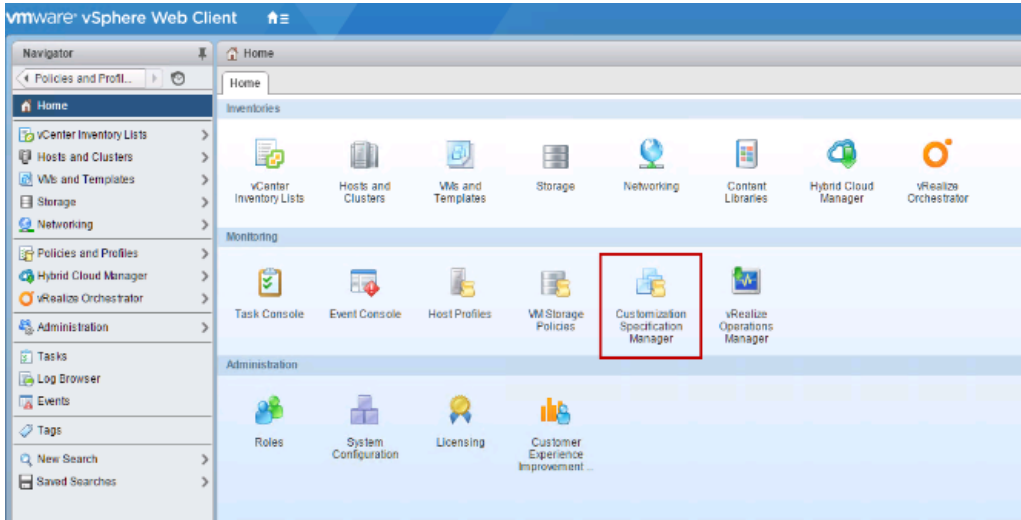 vmware® vSphere Web Client
Navigator
Home
Policies and Profil...
Home
Home
Inventories
vCenter Inventory Lists
Hosts and Clusters
VMs and Templates
Storage
Networking
Policies and Profiles
Hybrid Cloud Manager
vRealize Orchestrator
Administration
Tasks
Log Browser
Events
Tags
New Search
Saved Searches
vCenter
Inventory Lists
Hosts and
Clusters
VMs and
Templates
Storage
Networking
Content
Libraries
Hybrid Cloud
Manager
vRealize
Orchestrator
Monitoring
Task Console
Event Console
Host Profiles
VM Storage
Policies
Customization
Specification
Manager
vRealize
Operations
Manager
Administration
Roles
System
Configuration
Licensing
Customer
Experience
Improvement ...